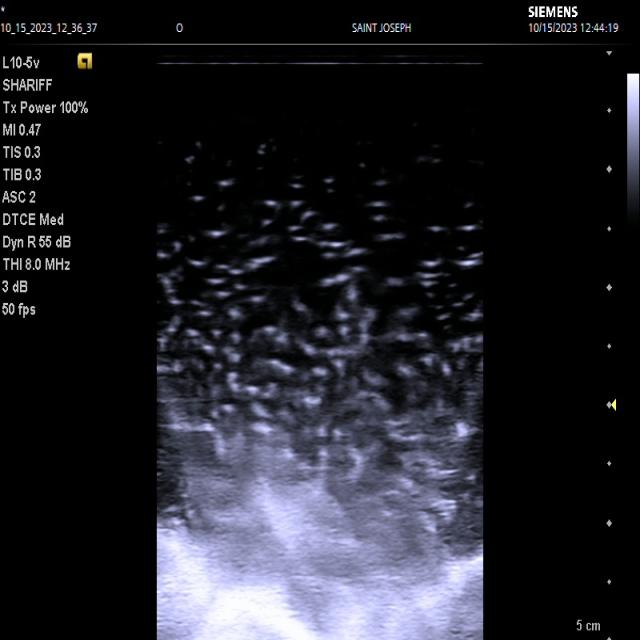 *
SIEMENS
10_15_2023_12_36_37 O SAINT JOSEPH 10/15/2023 12:44:19
L10-5v
SHARIFF
Tx Power 100%
MI 0.47
TIS 0.3
TIB 0.3
ASC 2
DTCE Med
Dyn R 55 dB
THI 8.0 MHz
3 dB
50 fps
5 cm